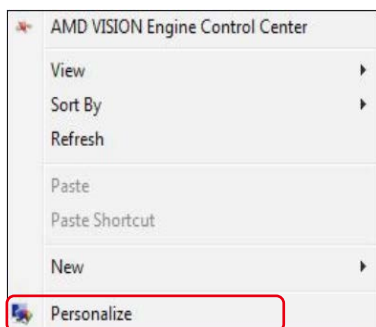 AMD VISION Engine Control Center
View
Sort By
Refresh
Paste
Paste Shortcut
New
Personalize